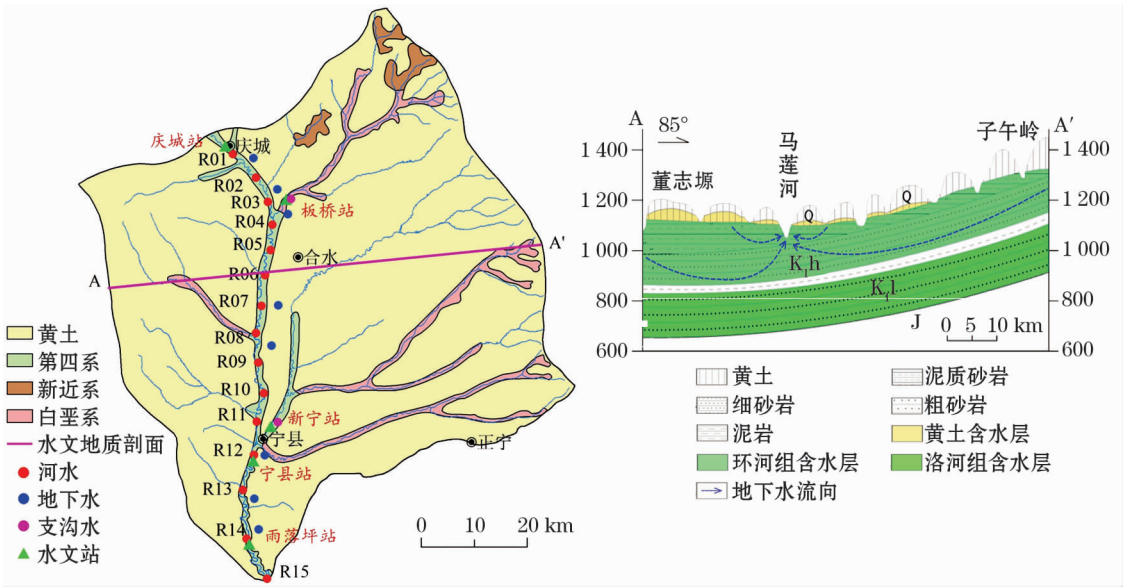 庆城站
庆城
R01
R02
R03
板桥站
R04
R05
合水
A'
A
R06
R07
R08
R09
R10
R11
新宁站
宁县
正宁
R12
宁县站
R13
R14
雨落坪站
R15
0 10 20 km
黄土
第四系
新近系
白垩系
水文地质剖面
河水
地下水
支沟水
水文站
A
85°
马莲河
子午岭
A'
1 400
1 400
董志塬
1 200
Q
Q
1 200
1 000
1 000
K₁h
800
K₁l
800
J
0 5 10 km
600
600
黄土
泥质砂岩
细砂岩
粗砂岩
泥岩
黄土含水层
环河组含水层
洛河组含水层
地下水流向